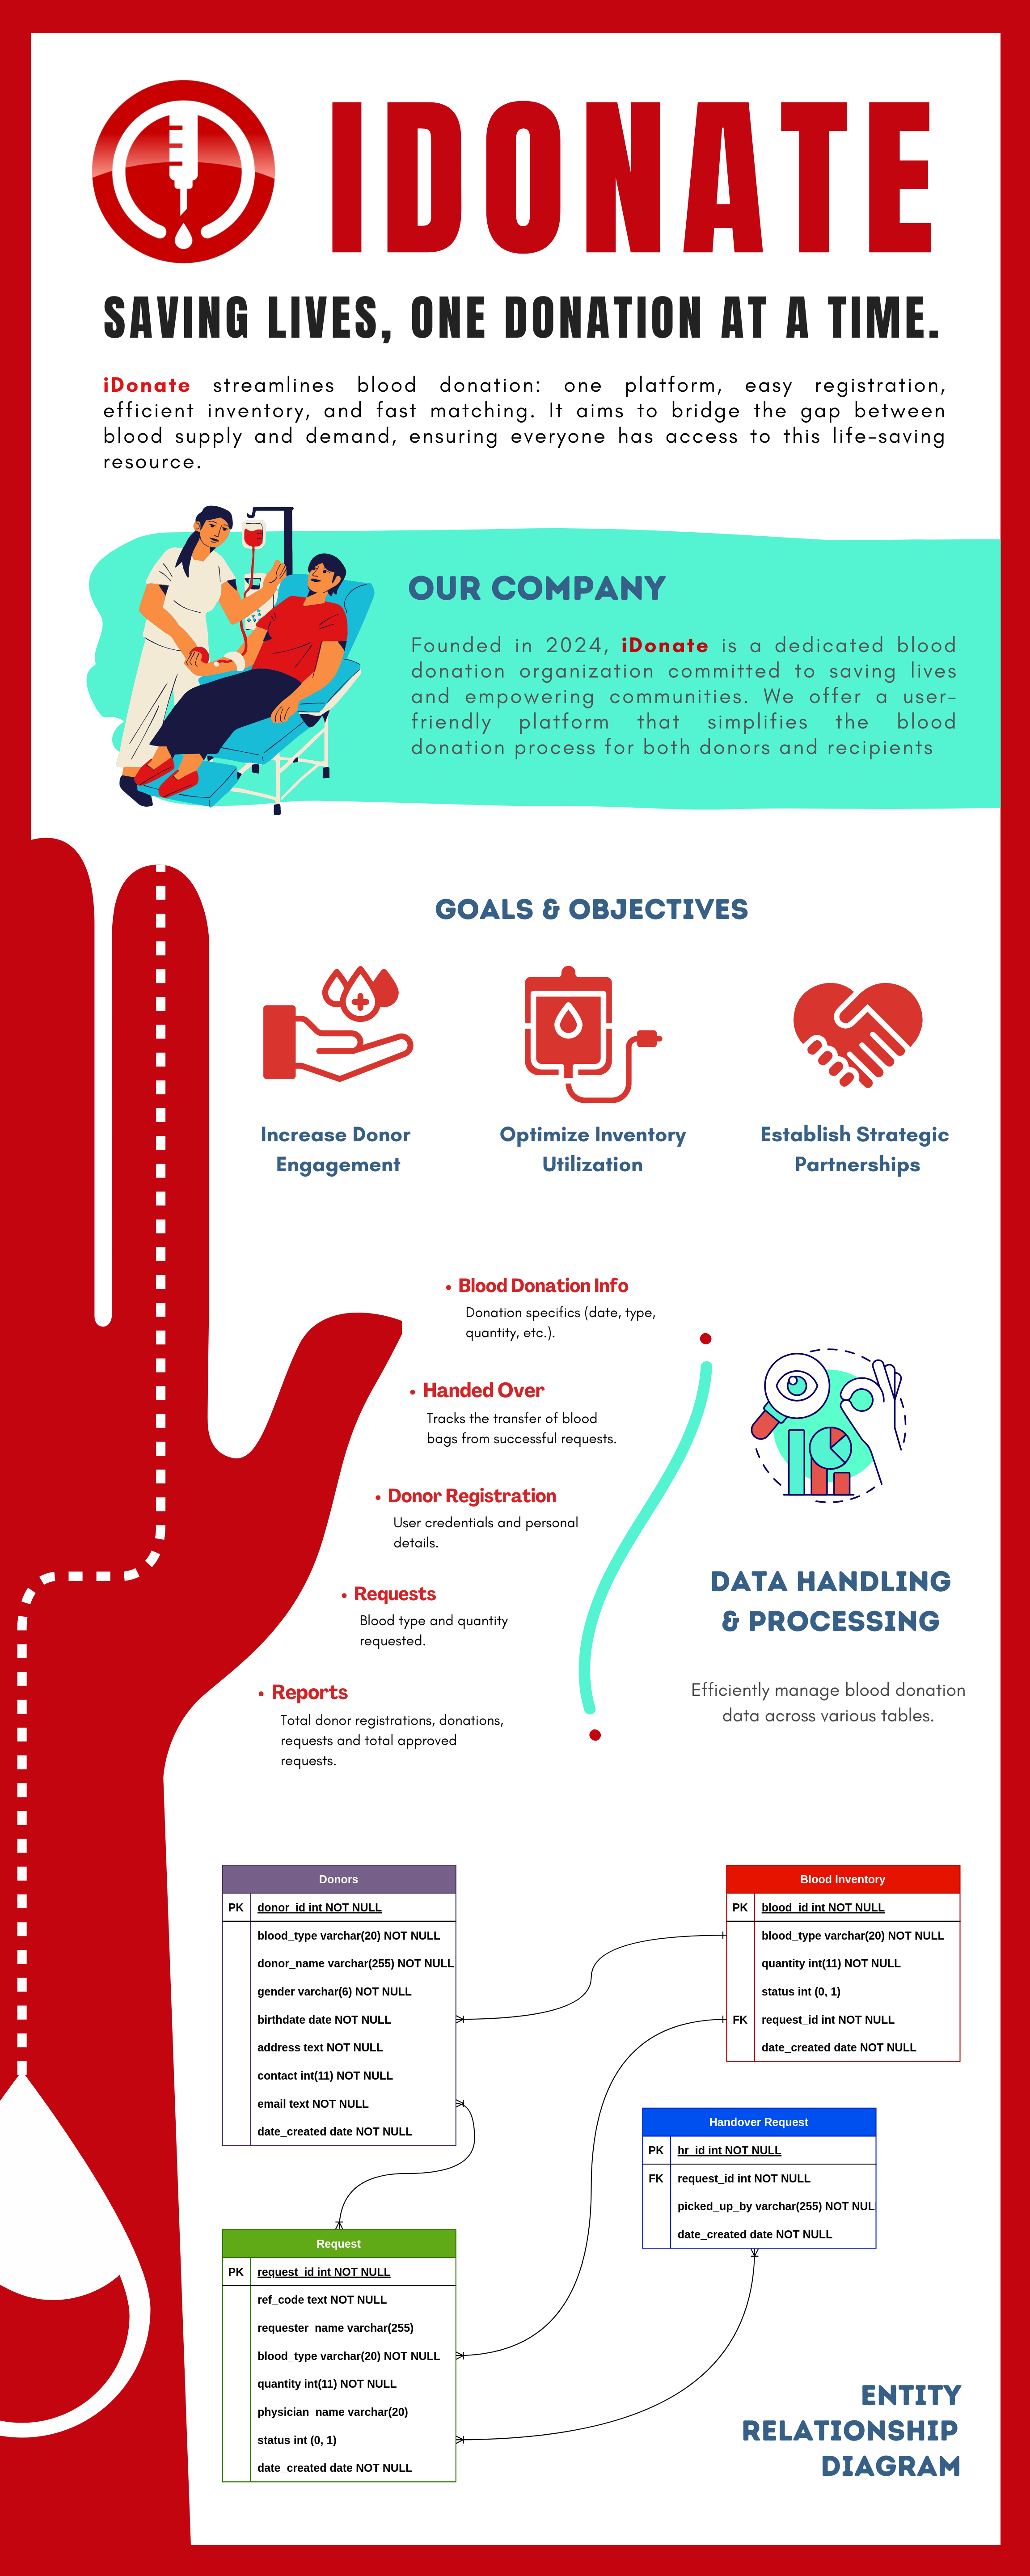 IDONATE
SAVING LIVES, ONE DONATION AT A TIME.
iDonate streamlines blood donation: one platform, easy registration,
efficient inventory, and fast matching. It aims to bridge the gap between
blood supply and demand, ensuring everyone has access to this life-saving
resource.
OUR COMPANY
Founded in 2024, iDonate is a dedicated blood
donation organization committed to saving lives
and empowering communities. We offer a user-
friendly platform that simplifies the blood
donation process for both donors and recipients
GOALS & OBJECTIVES
Increase Donor
Engagement
Optimize Inventory
Utilization
Establish Strategic
Partnerships
• Blood Donation Info
Donation specifics (date, type,
quantity, etc.).
• Handed Over
Tracks the transfer of blood
bags from successful requests.
• Donor Registration
User credentials and personal
details.
• Requests
Blood type and quantity
requested.
• Reports
Total donor registrations, donations,
requests and total approved
requests.
DATA HANDLING
& PROCESSING
Efficiently manage blood donation
data across various tables.
Donors
PK donor_id int NOT NULL
blood_type varchar(20) NOT NULL
donor_name varchar(255) NOT NULL
gender varchar(6) NOT NULL
birthdate date NOT NULL
address text NOT NULL
contact int(11) NOT NULL
email text NOT NULL
date_created date NOT NULL
Blood Inventory
PK blood_id int NOT NULL
blood_type varchar(20) NOT NULL
quantity int(11) NOT NULL
status int (0, 1)
FK request_id int NOT NULL
date_created date NOT NULL
Handover Request
PK hr_id int NOT NULL
FK request_id int NOT NULL
picked_up_by varchar(255) NOT NUL
date_created date NOT NULL
Request
PK request_id int NOT NULL
ref_code text NOT NULL
requester_name varchar(255)
blood_type varchar(20) NOT NULL
quantity int(11) NOT NULL
physician_name varchar(20)
status int (0, 1)
date_created date NOT NULL
ENTITY
RELATIONSHIP
DIAGRAM